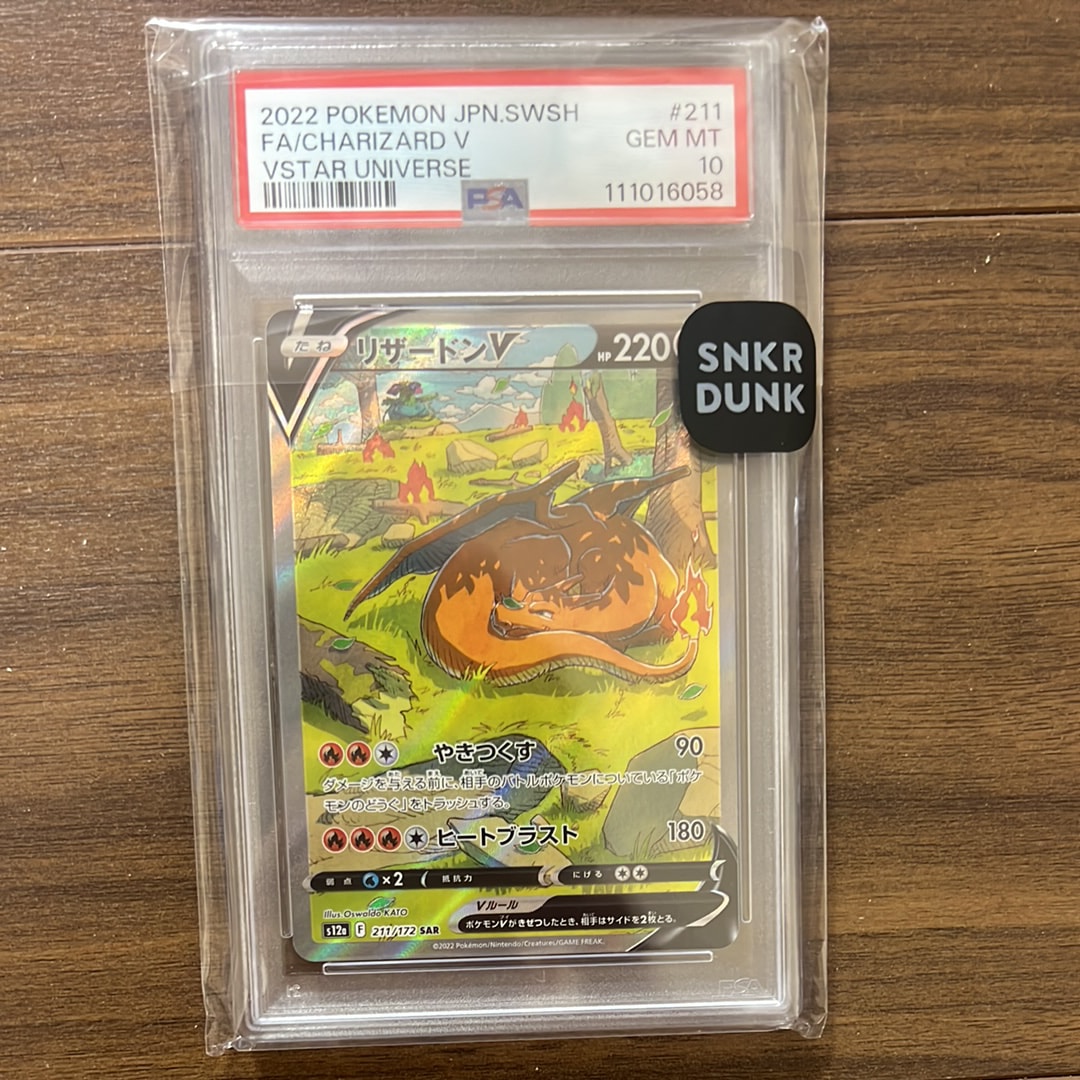 2022 POKEMON JPN.SWSH #211
FA/CHARIZARD V GEM MT
VSTAR UNIVERSE 10
PSA 111016058
たね リザードンV HP 220
SNKR
DUNK
やきつくす 90
ダメージを与える前に、相手のバトルポケモンについている「ポケ
モンのどうぐ」をトラッシュする。
ヒートブラスト 180
弱点 ×2 抵抗力 にげる
Vルール
ポケモンVがきぜつしたとき、相手はサイドを2枚とる。
Illus. Oswaldo KATO
s12a F 211/172 SAR
©2022 Pokémon/Nintendo/Creatures/GAME FREAK.
PSA